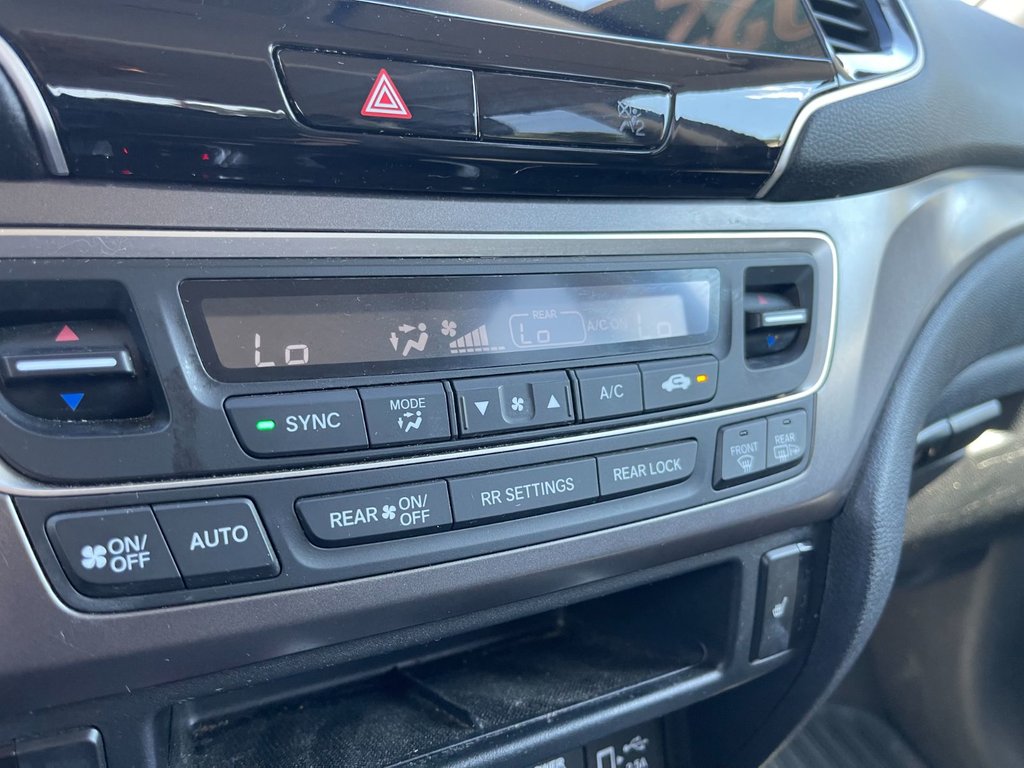 2
Lo
REAR
Lo
A/C ON
Lo
SYNC
MODE
A/C
FRONT
REAR
REAR ON/
OFF
RR SETTINGS
REAR LOCK
ON/
OFF
AUTO